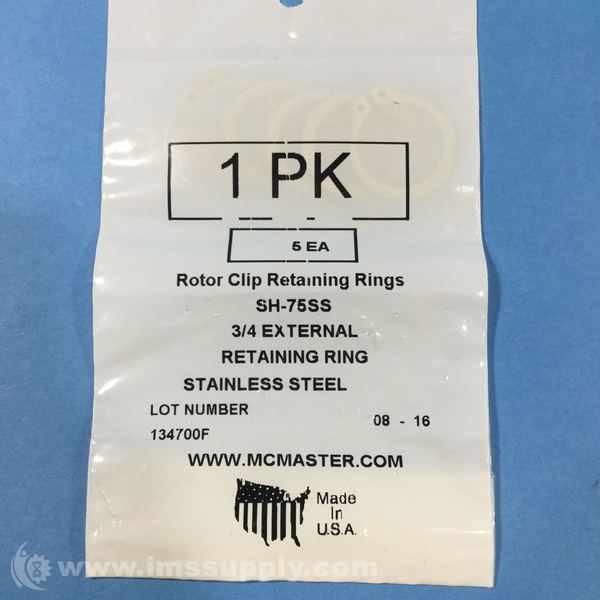 1 PK
5 EA
Rotor Clip Retaining Rings
SH-75SS
3/4 EXTERNAL
RETAINING RING
STAINLESS STEEL
LOT NUMBER
08 - 16
134700F
WWW.MCMASTER.COM
Made
In
U.S.A.
www.imssupply.com